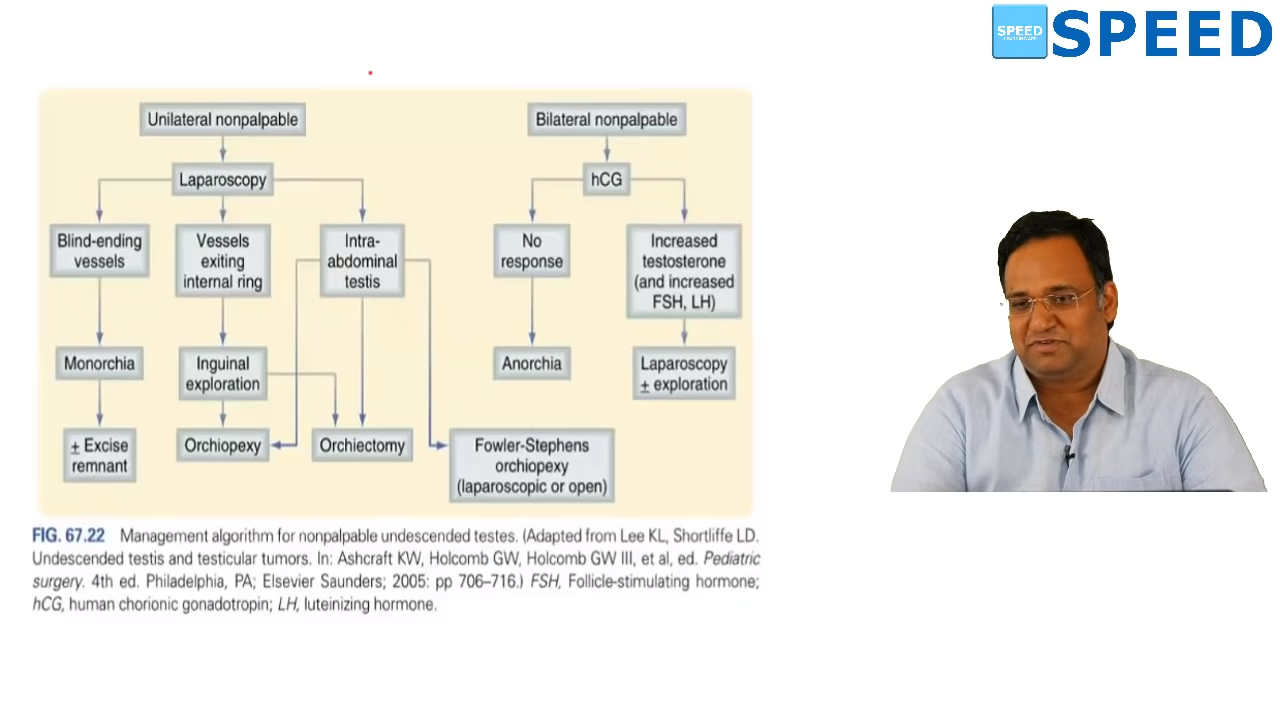 SPEED
SPEED
Unilateral nonpalpable
Bilateral nonpalpable
Laparoscopy
hCG
Blind-ending
vessels
Vessels
exiting
internal ring
Intra-
abdominal
testis
No
response
Increased
testosterone
(and increased
FSH, LH)
Monorchia
Inguinal
exploration
Anorchia
Laparoscopy
± exploration
± Excise
remnant
Orchiopexy
Orchiectomy
Fowler-Stephens
orchiopexy
(laparoscopic or open)
FIG. 67.22 Management algorithm for nonpalpable undescended testes. (Adapted from Lee KL, Shortliffe LD.
Undescended testis and testicular tumors. In: Ashcraft KW, Holcomb GW, Holcomb GW III, et al, ed. Pediatric
surgery. 4th ed. Philadelphia, PA; Elsevier Saunders; 2005: pp 706–716.) FSH, Follicle-stimulating hormone;
hCG, human chorionic gonadotropin; LH, luteinizing hormone.